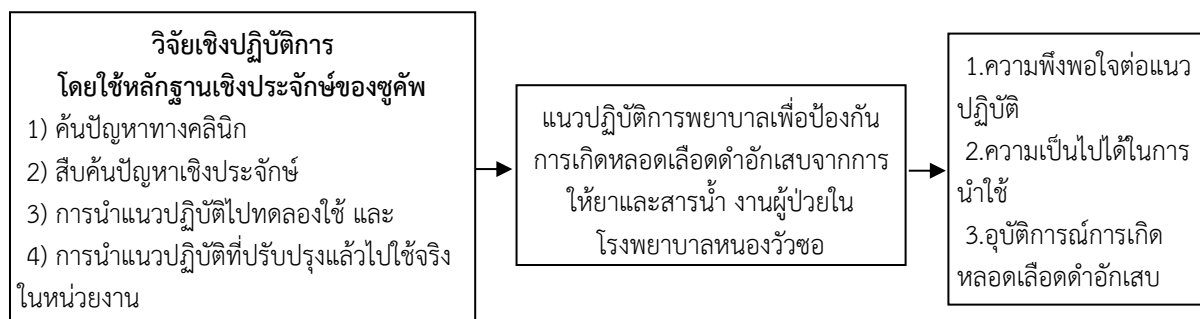 วิจัยเชิงปฏิบัติการ
โดยใช้หลักฐานเชิงประจักษ์ของซูคัพ
1) ค้นปัญหาทางคลินิก
2) สืบค้นปัญหาเชิงประจักษ์
3) การนำแนวปฏิบัติไปทดลองใช้ และ
4) การนำแนวปฏิบัติที่ปรับปรุงแล้วไปใช้จริง
ในหน่วยงาน
แนวปฏิบัติการพยาบาลเพื่อป้องกัน
การเกิดหลอดเลือดดำอักเสบจากการ
ให้ยาและสารน้ำ งานผู้ป่วยใน
โรงพยาบาลหนองวัวซอ
1.ความพึงพอใจต่อแนว
ปฏิบัติ
2.ความเป็นไปได้ในการ
นำใช้
3.อุบัติการณ์การเกิด
หลอดเลือดดำอักเสบ